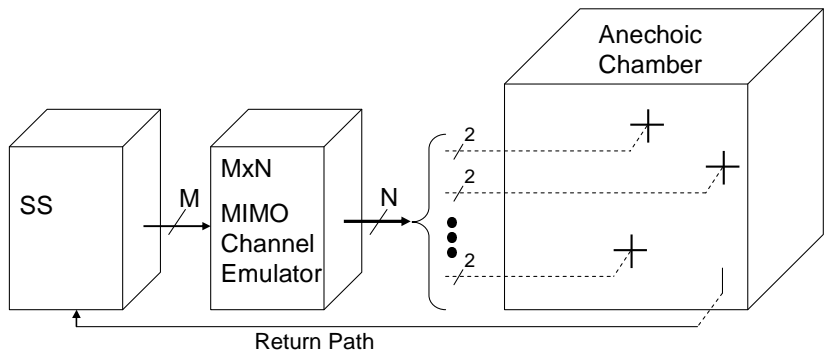 Anechoic
Chamber
SS
M
MxN
MIMO
Channel
Emulator
N
2
2
2
Return Path